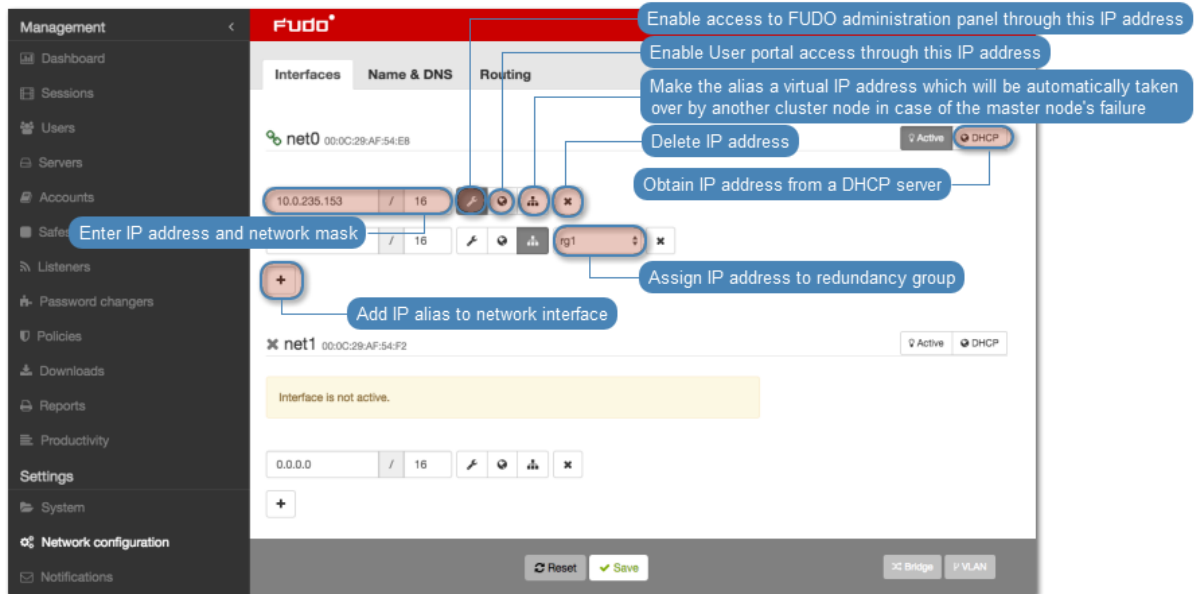 Management
Dashboard
Sessions
Users
Servers
Accounts
Safes
Listeners
Password changers
Policies
Downloads
Reports
Productivity
Settings
System
Network configuration
Notifications
FUDO
Enable access to FUDO administration panel through this IP address
Enable User portal access through this IP address
Interfaces Name & DNS Routing
Make the alias a virtual IP address which will be automatically taken
over by another cluster node in case of the master node's failure
net0 00:0C:29:AF:54:E8
Delete IP address
Active DHCP
Obtain IP address from a DHCP server
10.0.235.153 / 16
Enter IP address and network mask
/ 16 rg1
Assign IP address to redundancy group
+
Add IP alias to network interface
net1 00:0C:29:AF:54:F2
Active DHCP
Interface is not active.
0.0.0.0 / 16
+
Reset Save
Bridge VLAN